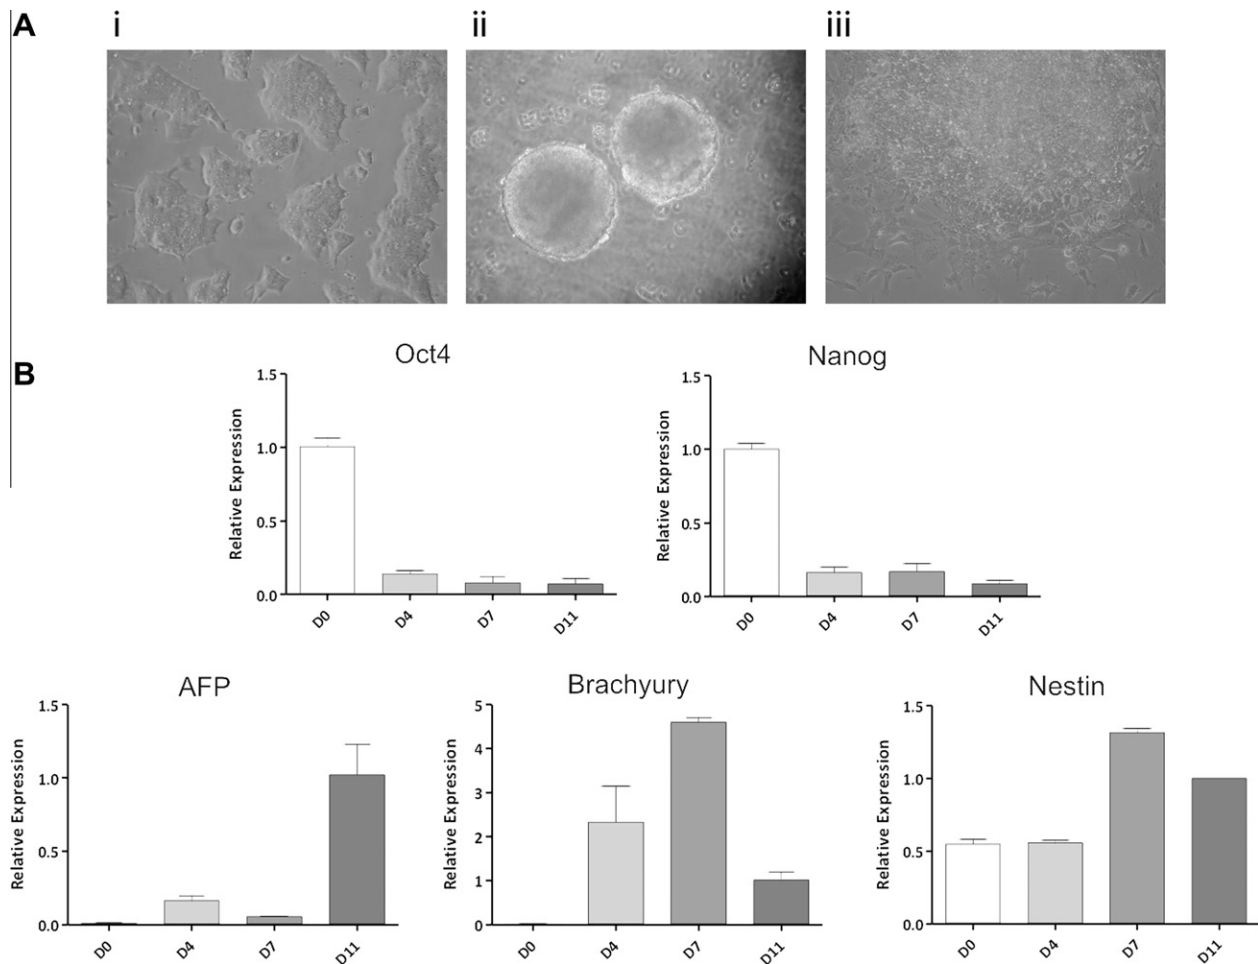 A
i
ii
iii
B
Oct4
Relative Expression
1.5
1.0
0.5
0.0
D0
D4
D7
D11
Nanog
Relative Expression
1.5
1.0
0.5
0.0
D0
D4
D7
D11
AFP
Relative Expression
1.5
1.0
0.5
0.0
D0
D4
D7
D11
Brachyury
Relative Expression
5
4
3
2
1
0
D0
D4
D7
D11
Nestin
Relative Expression
1.5
1.0
0.5
0.0
D0
D4
D7
D11